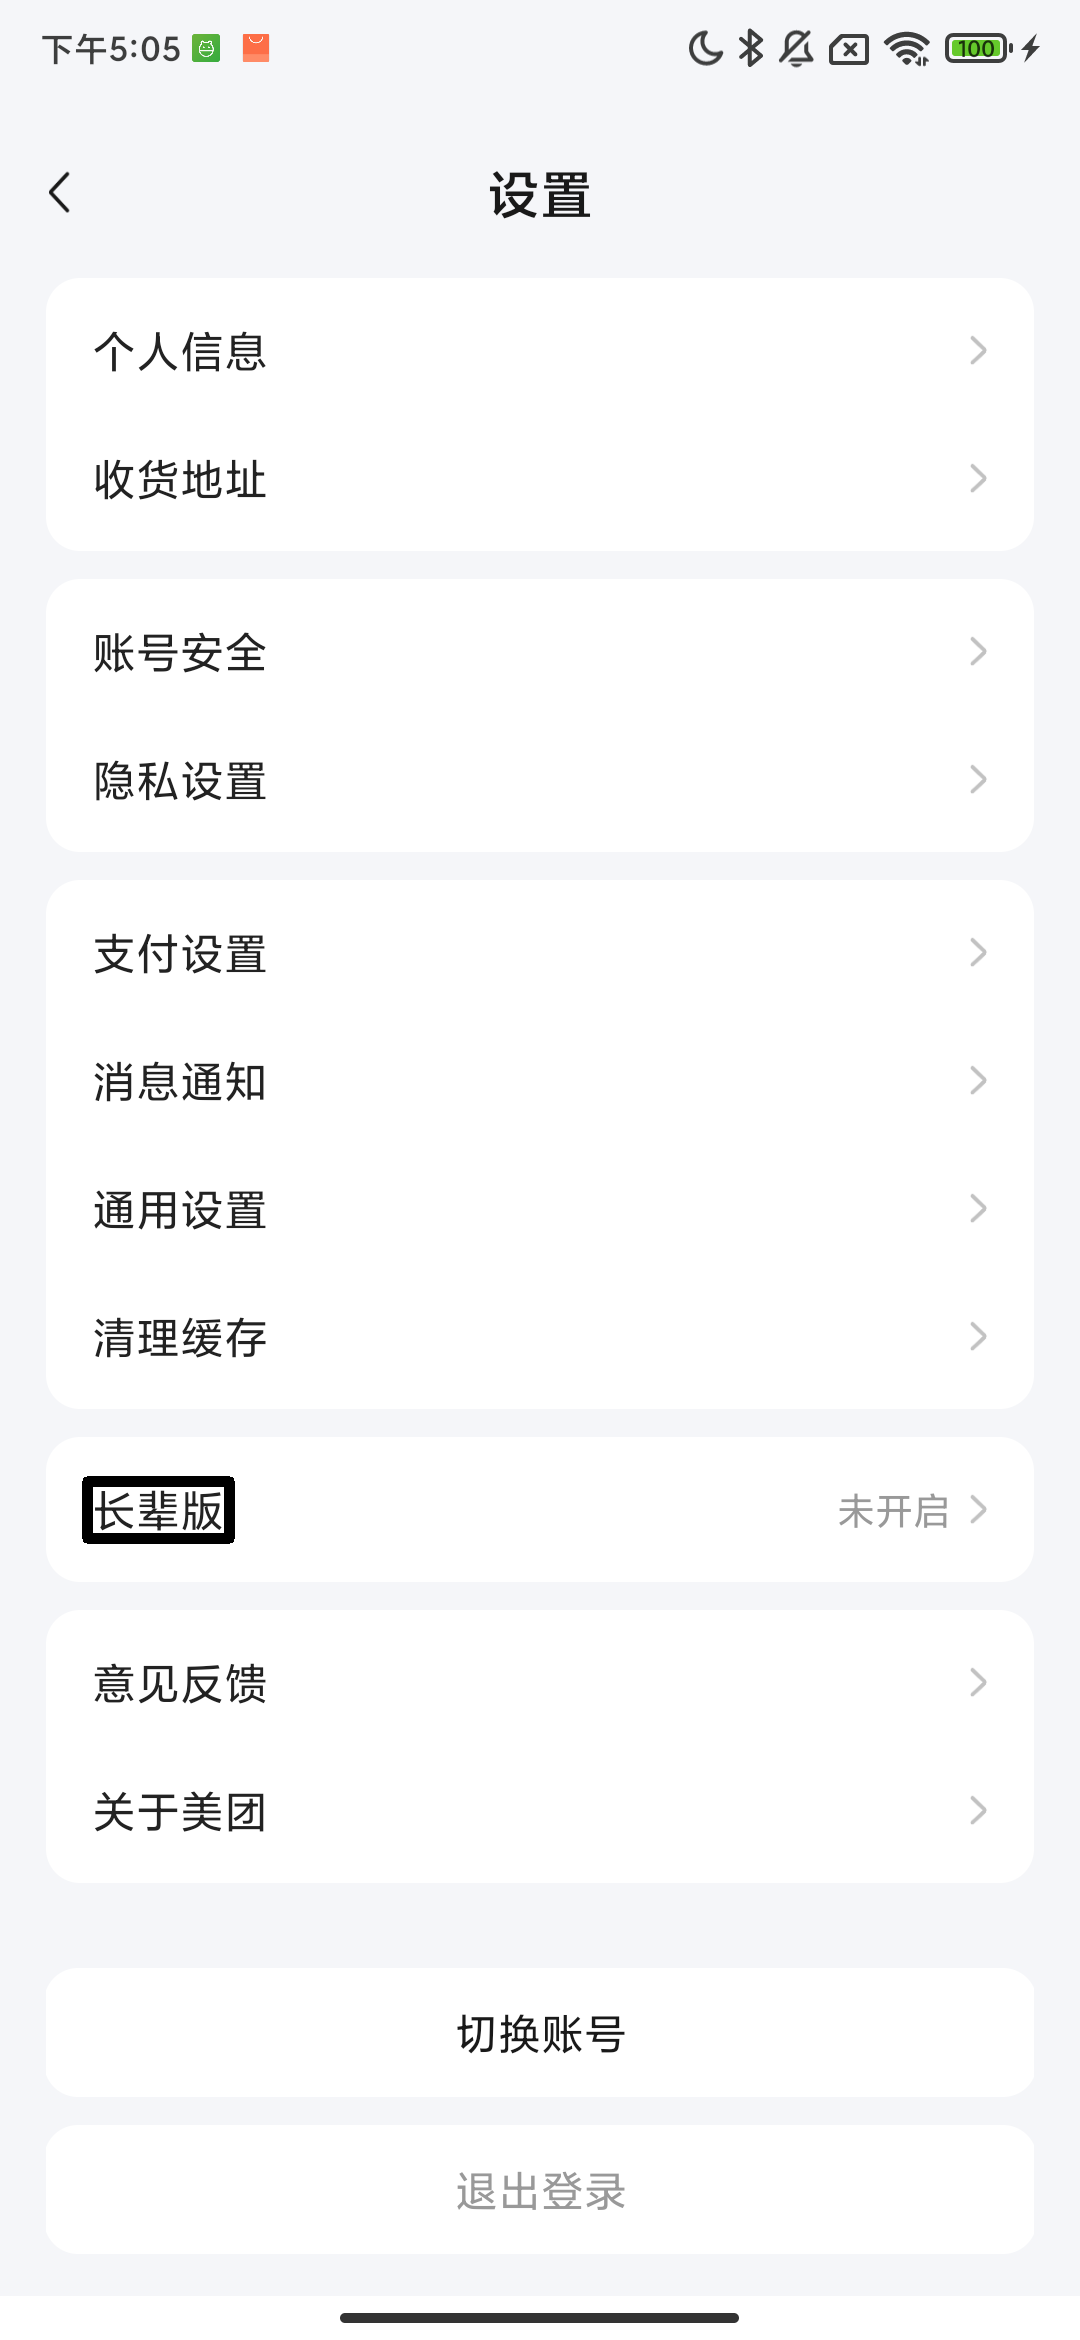 下午5:05
100
设置
个人信息
收货地址
账号安全
隐私设置
支付设置
消息通知
通用设置
清理缓存
长辈版
未开启
意见反馈
关于美团
切换账号
退出登录